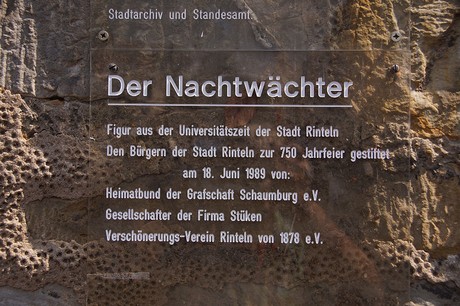 Stadtarchiv und Standesamt.
Der Nachtwächter
Figur aus der Universitätszeit der Stadt Rinteln
Den Bürgern der Stadt Rinteln zur 750 Jahrfeier gestiftet
am 18. Juni 1989 von:
Heimatbund der Grafschaft Schaumburg e.V.
Gesellschafter der Firma Stüken
Verschönerungs-Verein Rinteln von 1878 e.V.